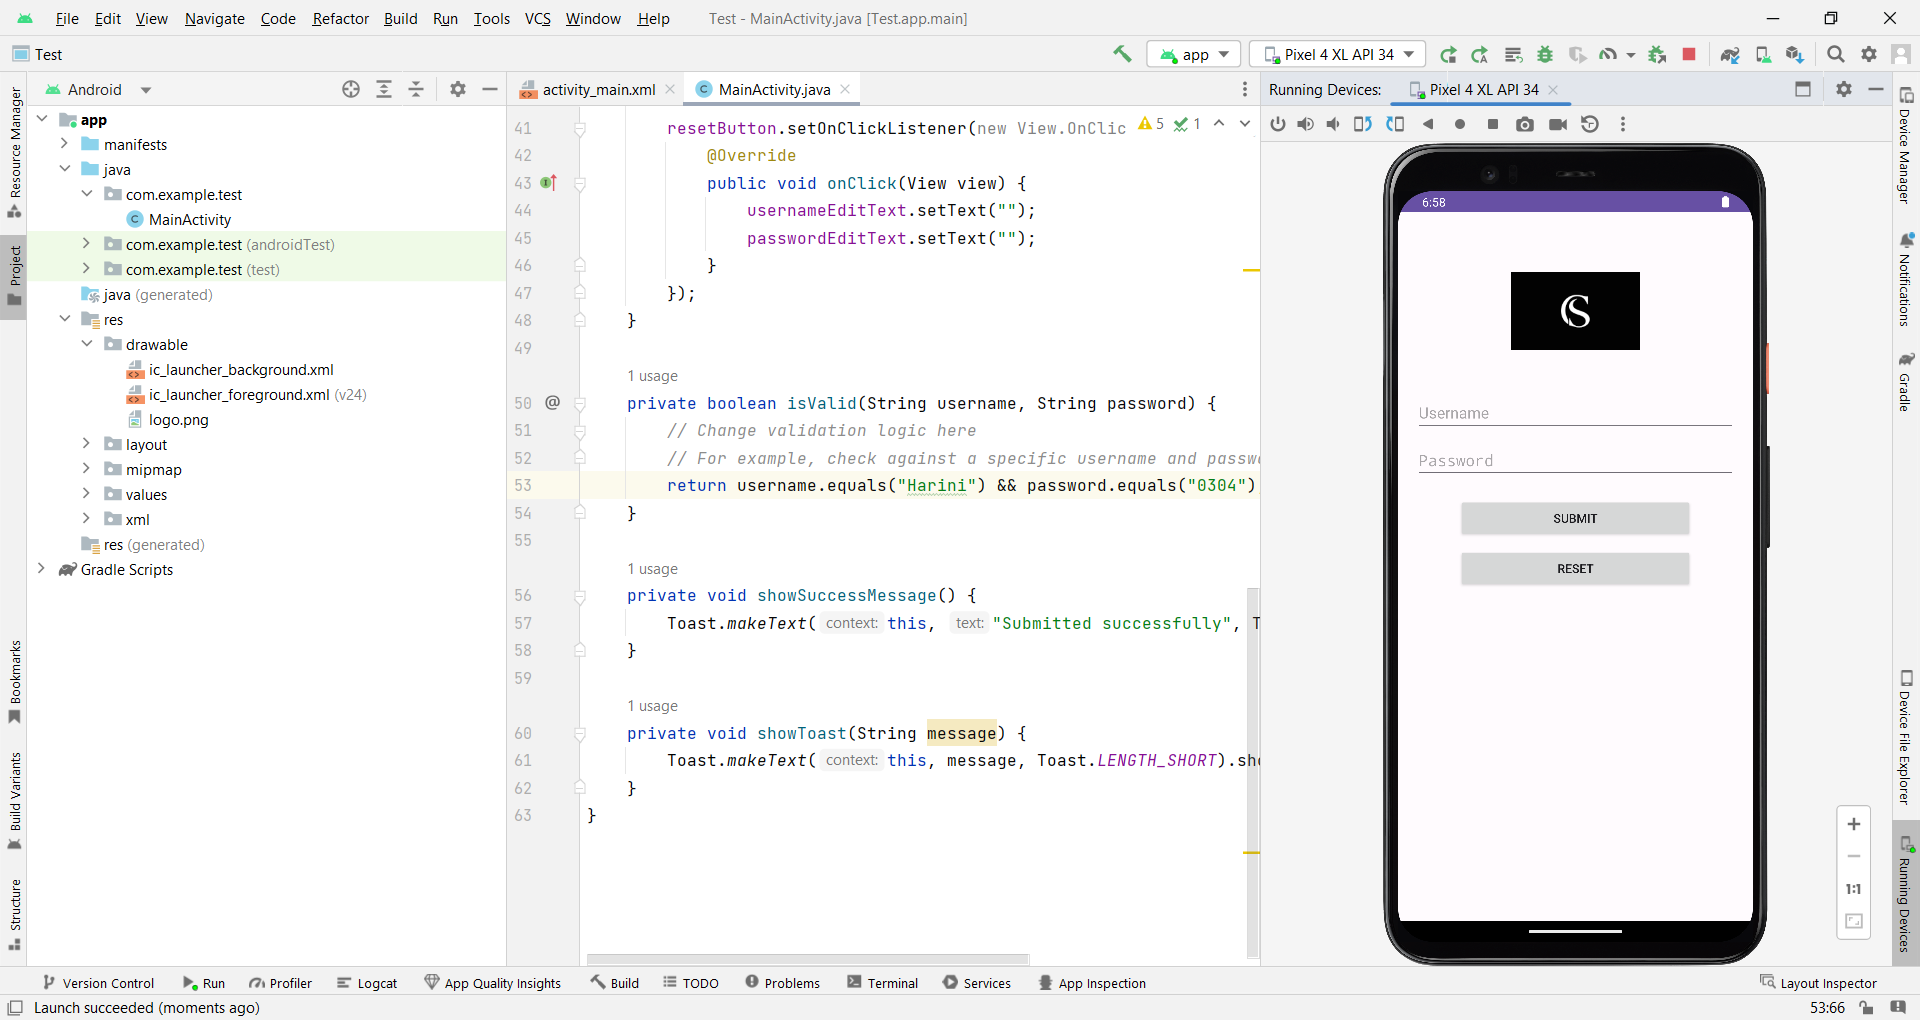 File Edit View Navigate Code Refactor Build Run Tools VCS Window Help Test - MainActivity.java [Test.app.main]
Test app Pixel 4 XL API 34
Android
activity_main.xml
MainActivity.java
Running Devices: Pixel 4 XL API 34
Resource Manager
Project
Bookmarks
Build Variants
Structure
app
manifests
java
com.example.test
MainActivity
com.example.test (androidTest)
com.example.test (test)
java (generated)
res
drawable
ic_launcher_background.xml
ic_launcher_foreground.xml (v24)
logo.png
layout
mipmap
values
xml
res (generated)
Gradle Scripts
5 1
41 resetButton.setOnClickListener(new View.OnClic
42 @Override
43 public void onClick(View view) {
44 usernameEditText.setText("");
45 passwordEditText.setText("");
46 }
47 });
48 }
49
1 usage
50 @ private boolean isValid(String username, String password) {
51 // Change validation logic here
52 // For example, check against a specific username and passw
53 return username.equals("Harini") && password.equals("0304")
54 }
55
1 usage
56 private void showSuccessMessage() {
57 Toast.makeText( context: this, text: "Submitted successfully", T
58 }
59
1 usage
60 private void showToast(String message) {
61 Toast.makeText( context: this, message, Toast.LENGTH_SHORT).sho
62 }
63 }
6:58
CS
Username
Password
SUBMIT
RESET
1:1
Device Manager
Notifications
Gradle
Device File Explorer
Running Devices
Version Control Run Profiler Logcat App Quality Insights Build TODO Problems Terminal Services App Inspection Layout Inspector
Launch succeeded (moments ago) 53:66